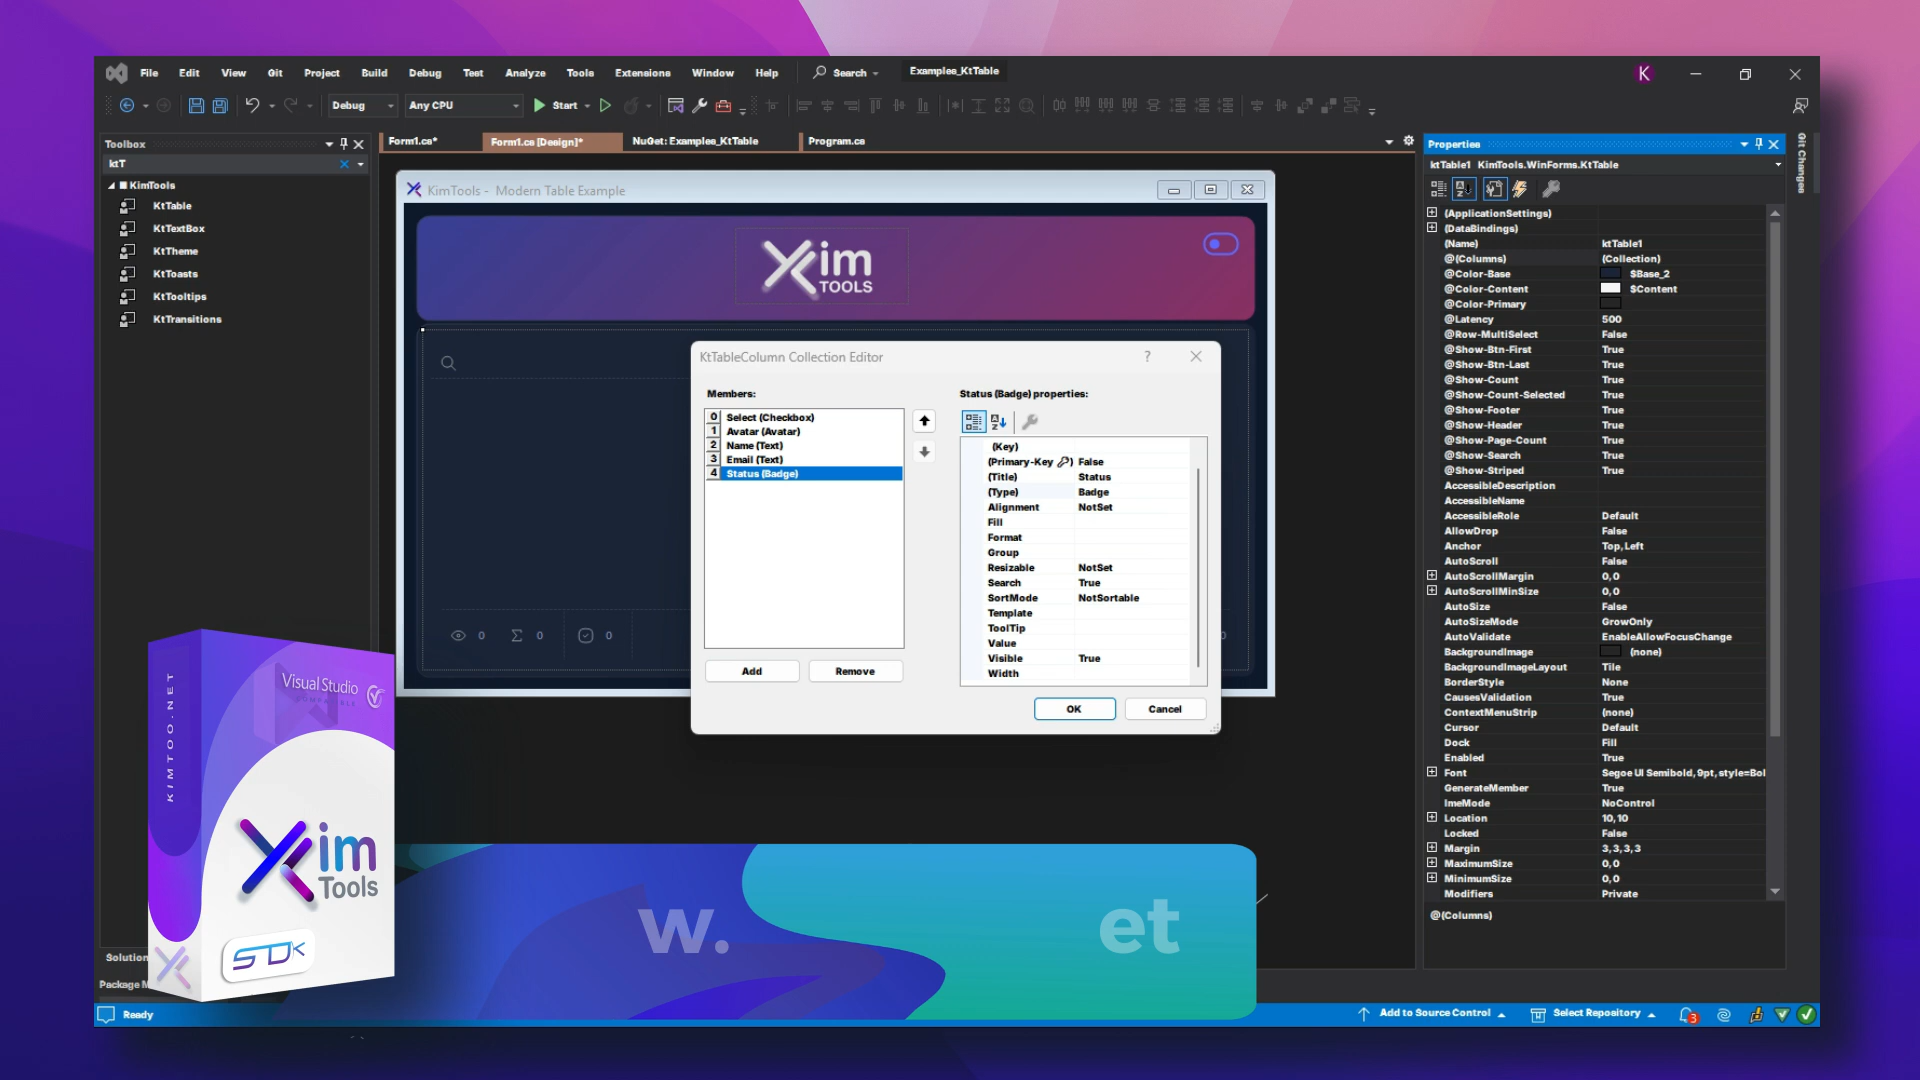 File Edit View Git Project Build Debug Test Analyze Tools Extensions Window Help Search Examples_KtTable K
Debug Any CPU Start
Toolbox
ktT
KimTools
KtTable
KtTextBox
KtTheme
KtToasts
KtTooltips
KtTransitions
Form1.cs* Form1.cs [Design]* NuGet: Examples_KtTable Program.cs
KimTools - Modern Table Example
im
TOOLS
0 0 0
KtTableColumn Collection Editor ?
Members:
0 Select (Checkbox)
1 Avatar (Avatar)
2 Name (Text)
3 Email (Text)
4 Status (Badge)
Add Remove
Status (Badge) properties:
(Key)
(Primary-Key ) False
(Title) Status
(Type) Badge
Alignment NotSet
Fill
Format
Group
Resizable NotSet
Search True
SortMode NotSortable
Template
ToolTip
Value
Visible True
Width
OK Cancel
Properties
ktTable1 KimTools.WinForms.KtTable
(ApplicationSettings)
(DataBindings)
(Name) ktTable1
@(Columns) (Collection)
@Color-Base $Base_2
@Color-Content $Content
@Color-Primary
@Latency 500
@Row-MultiSelect False
@Show-Btn-First True
@Show-Btn-Last True
@Show-Count True
@Show-Count-Selected True
@Show-Footer True
@Show-Header True
@Show-Page-Count True
@Show-Search True
@Show-Striped True
AccessibleDescription
AccessibleName
AccessibleRole Default
AllowDrop False
Anchor Top, Left
AutoScroll False
AutoScrollMargin 0, 0
AutoScrollMinSize 0, 0
AutoSize False
AutoSizeMode GrowOnly
AutoValidate EnableAllowFocusChange
BackgroundImage (none)
BackgroundImageLayout Tile
BorderStyle None
CausesValidation True
ContextMenuStrip (none)
Cursor Default
Dock Fill
Enabled True
Font Segoe UI Semibold, 9pt, style=Bol
GenerateMember True
ImeMode NoControl
Location 10, 10
Locked False
Margin 3, 3, 3, 3
MaximumSize 0, 0
MinimumSize 0, 0
Modifiers Private
@(Columns)
Git Changes
Solution
Package M
KIMTOO.NET
Visual Studio
im
Tools
SDK
w. et
Ready Add to Source Control Select Repository 3